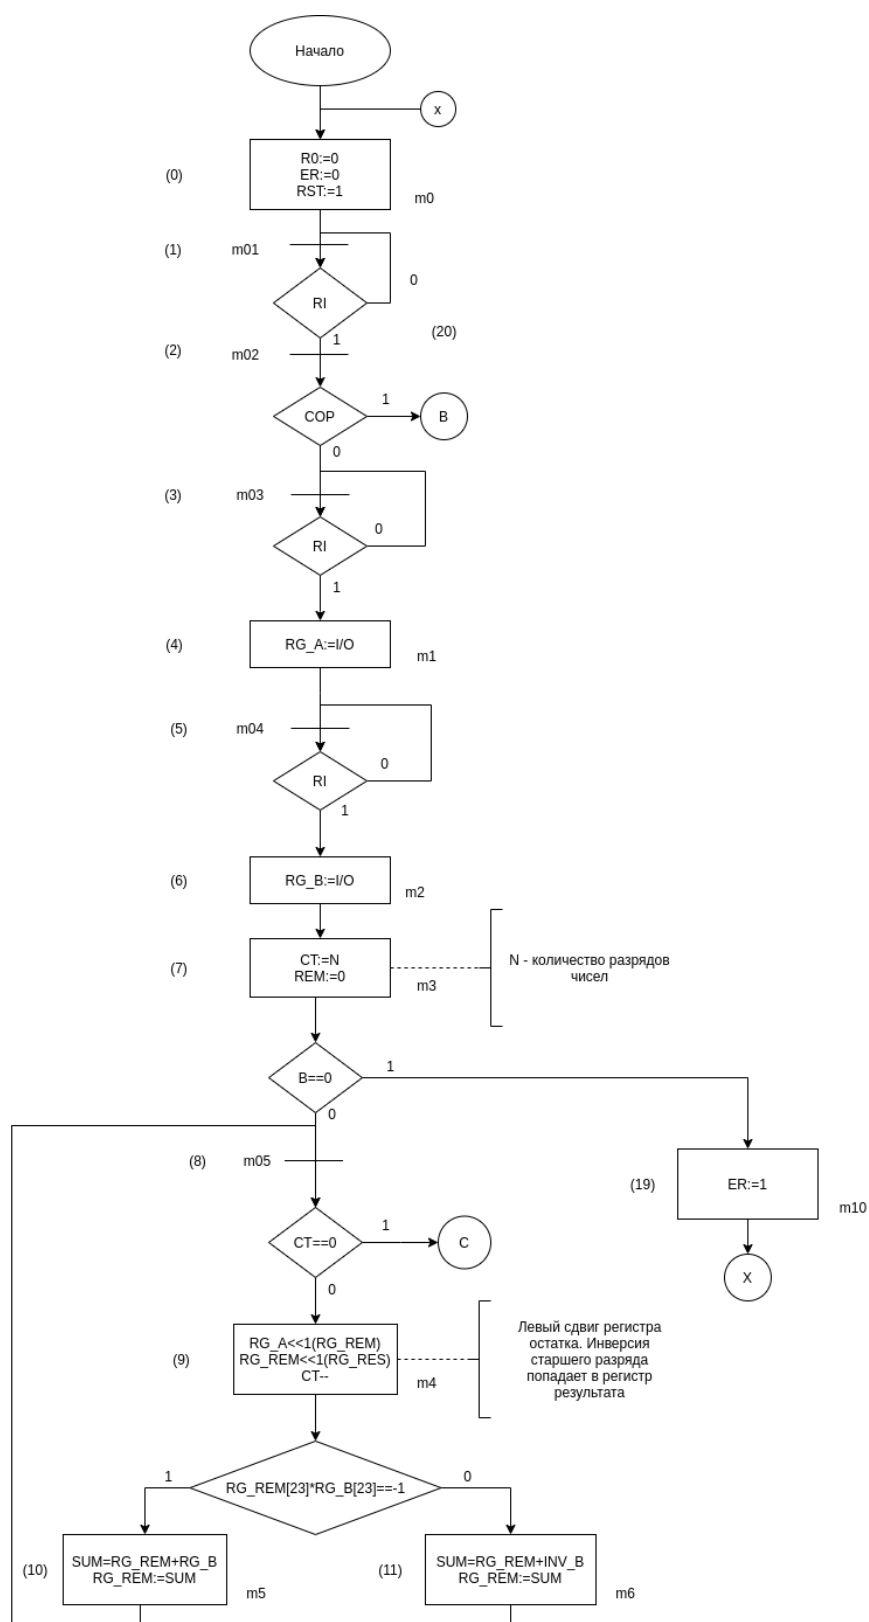 Начало
x
(0)
R0:=0
ER:=0
RST:=1
m0
(1)
m01
0
RI
1
(20)
(2)
m02
COP
1
B
0
(3)
m03
RI
0
1
(4)
RG_A:=I/O
m1
(5)
m04
RI
0
1
(6)
RG_B:=I/O
m2
(7)
CT:=N
REM:=0
m3
N - количество разрядов
чисел
B==0
1
0
(8)
m05
(19)
ER:=1
m10
X
CT==0
1
C
0
(9)
RG_A<<1(RG_REM)
RG_REM<<1(RG_RES)
CT--
m4
Левый сдвиг регистра
остатка. Инверсия
старшего разряда
попадает в регистр
результата
1
RG_REM[23]*RG_B[23]==-1
0
(10)
SUM=RG_REM+RG_B
RG_REM:=SUM
m5
(11)
SUM=RG_REM+INV_B
RG_REM:=SUM
m6